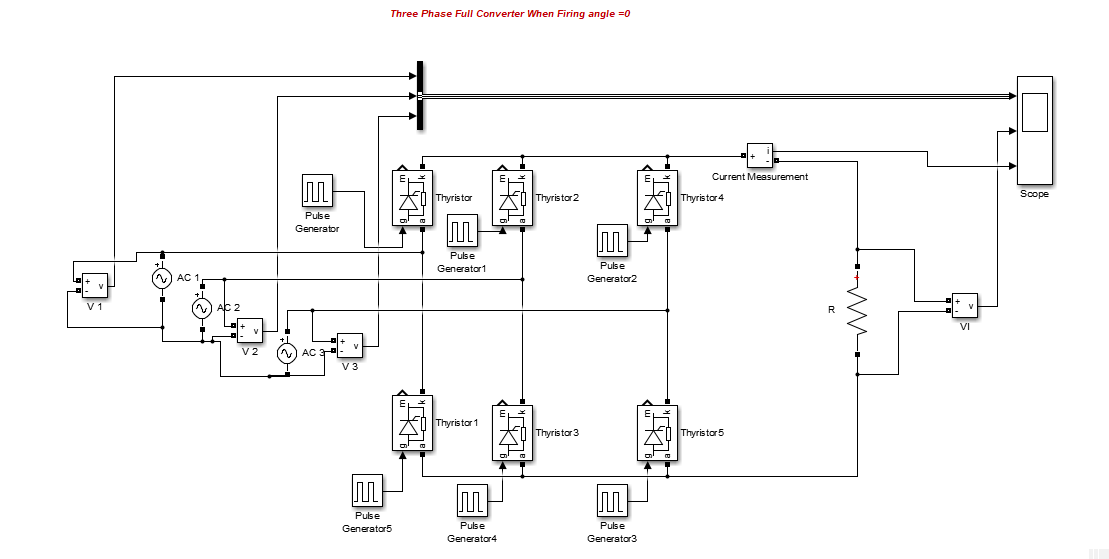 Three Phase Full Converter When Firing angle =0
i
+
-
Current Measurement
Scope
m
k
g
a
Thyristor
m
k
g
a
Thyristor2
m
k
g
a
Thyristor4
Pulse
Generator
Pulse
Generator1
Pulse
Generator2
+
-
v
V 1
+
AC 1
+
AC 2
+
-
v
V 2
+
AC 3
+
-
v
V 3
+
R
+
-
v
VI
m
k
g
a
Thyristor1
m
k
g
a
Thyristor3
m
k
g
a
Thyristor5
Pulse
Generator5
Pulse
Generator4
Pulse
Generator3